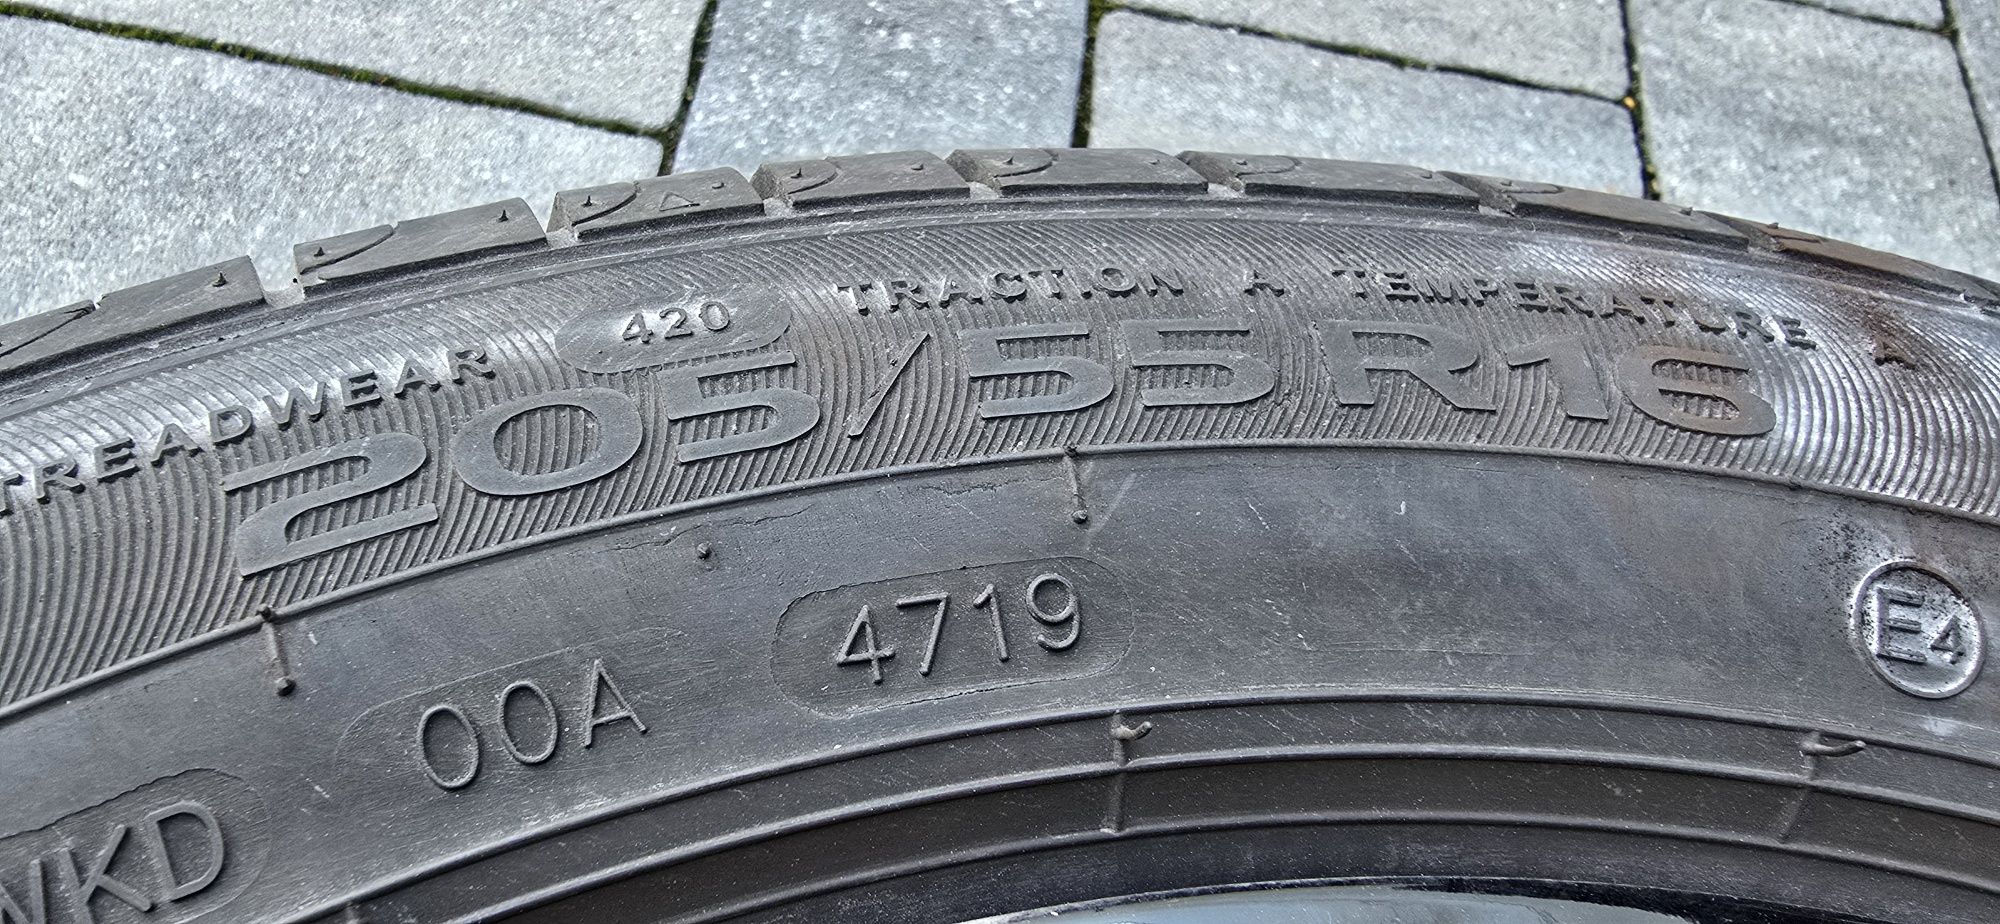 TREADWEAR 420 TRACTION A TEMPERATURE A
205/55R16
00A 4719 E4
WKD